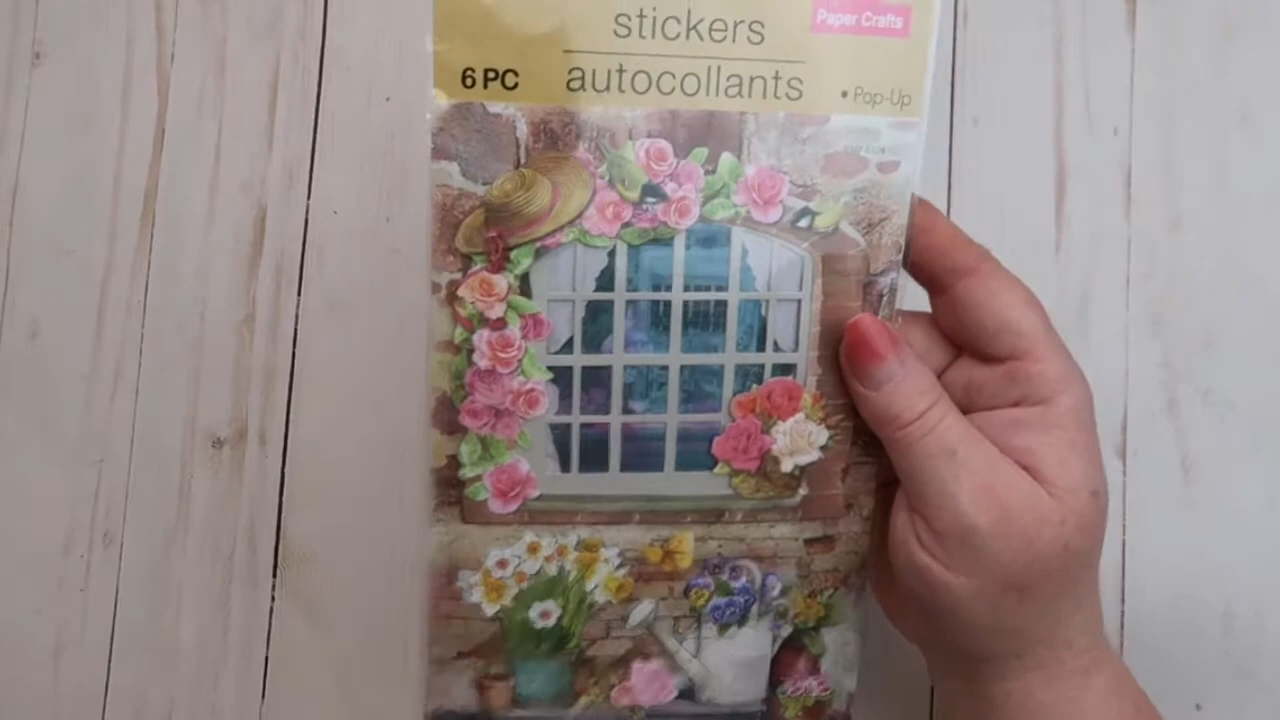 stickers
Paper Crafts
6 PC
autocollants
• Pop-Up